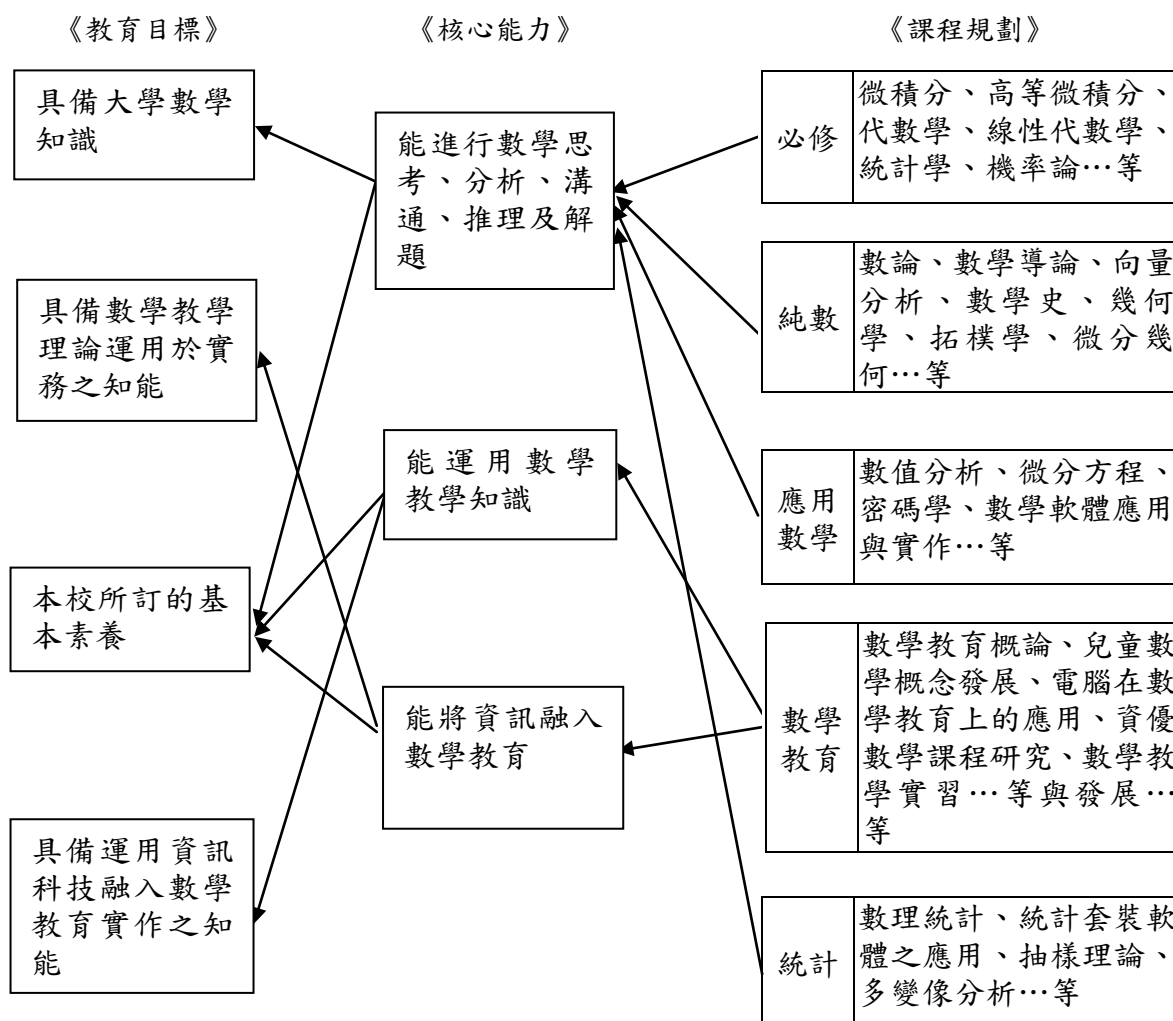 《教育目標》
《核心能力》
《課程規劃》
具備大學數學
知識
具備數學教學
理論運用於實
務之知能
本校所訂的基
本素養
具備運用資訊
科技融入數學
教育實作之知
能
能進行數學思
考、分析、溝
通、推理及解
題
能運用數學
教學知識
能將資訊融入
數學教育
必修
微積分、高等微積分、
代數學、線性代數學、
統計學、機率論…等
純數
數論、數學導論、向量
分析、數學史、幾何
學、拓樸學、微分幾
何…等
應用
數學
數值分析、微分方程、
密碼學、數學軟體應用
與實作…等
數學
教育
數學教育概論、兒童數
學概念發展、電腦在數
學教育上的應用、資優
數學課程研究、數學教
學實習…等與發展…
等
統計
數理統計、統計套裝軟
體之應用、抽樣理論、
多變像分析…等